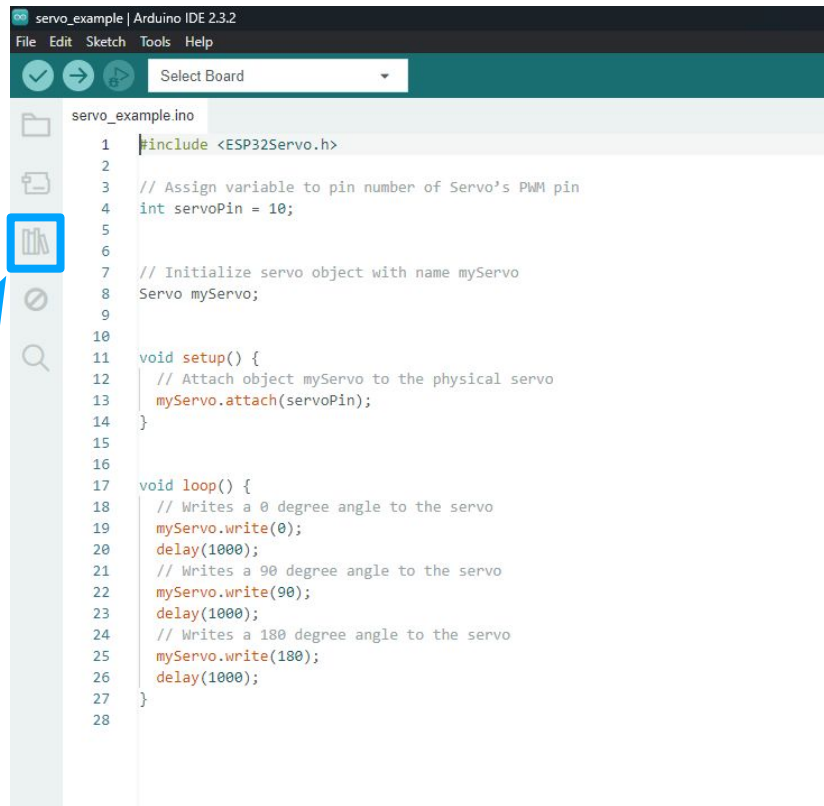 servo_example | Arduino IDE 2.3.2
File Edit Sketch Tools Help
Select Board
servo_example.ino
1 #include <ESP32Servo.h>
2
3 // Assign variable to pin number of Servo’s PWM pin
4 int servoPin = 10;
5
6
7 // Initialize servo object with name myServo
8 Servo myServo;
9
10
11 void setup() {
12 // Attach object myServo to the physical servo
13 myServo.attach(servoPin);
14 }
15
16
17 void loop() {
18 // Writes a 0 degree angle to the servo
19 myServo.write(0);
20 delay(1000);
21 // Writes a 90 degree angle to the servo
22 myServo.write(90);
23 delay(1000);
24 // Writes a 180 degree angle to the servo
25 myServo.write(180);
26 delay(1000);
27 }
28